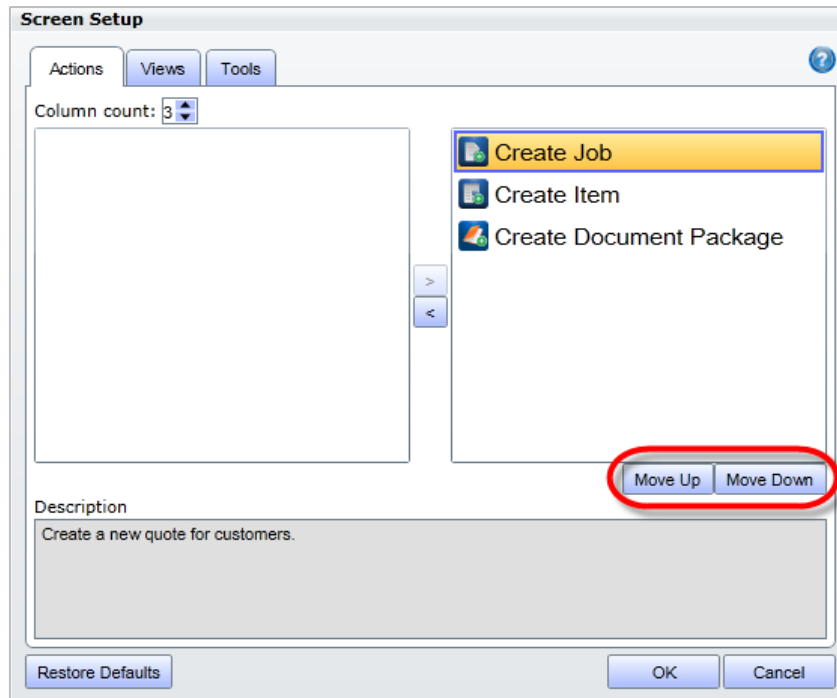 Screen Setup
Actions Views Tools
?
Column count: 3
Create Job
Create Item
Create Document Package
>
<
Move Up Move Down
Description
Create a new quote for customers.
Restore Defaults OK Cancel